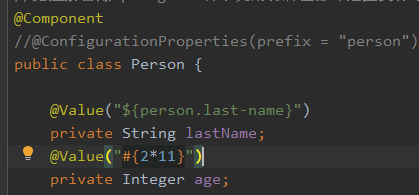 @Component
//@ConfigurationProperties(prefix = "person")
public class Person {
@Value("${person.last-name}")
private String lastName;
@Value("#{2*11}")
private Integer age;